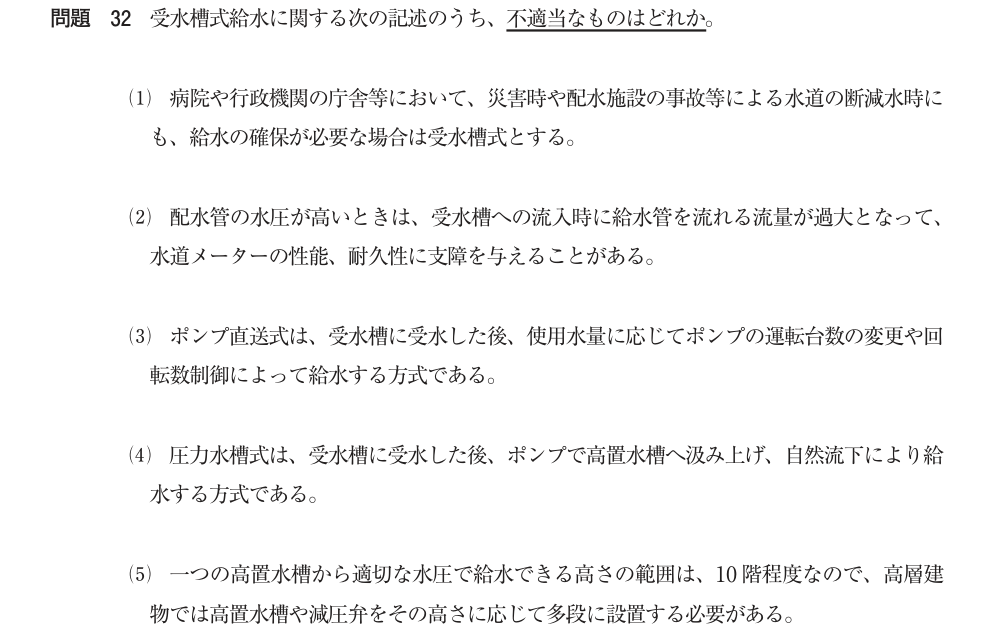 問題 32 受水槽式給水に関する次の記述のうち、不適当なものはどれか。
(1) 病院や行政機関の庁舎等において、災害時や配水施設の事故等による水道の断減水時に
も、給水の確保が必要な場合は受水槽式とする。
(2) 配水管の水圧が高いときは、受水槽への流入時に給水管を流れる流量が過大となって、
水道メーターの性能、耐久性に支障を与えることがある。
(3) ポンプ直送式は、受水槽に受水した後、使用水量に応じてポンプの運転台数の変更や回
転数制御によって給水する方式である。
(4) 圧力水槽式は、受水槽に受水した後、ポンプで高置水槽へ汲み上げ、自然流下により給
水する方式である。
(5) 一つの高置水槽から適切な水圧で給水できる高さの範囲は、10 階程度なので、高層建
物では高置水槽や減圧弁をその高さに応じて多段に設置する必要がある。